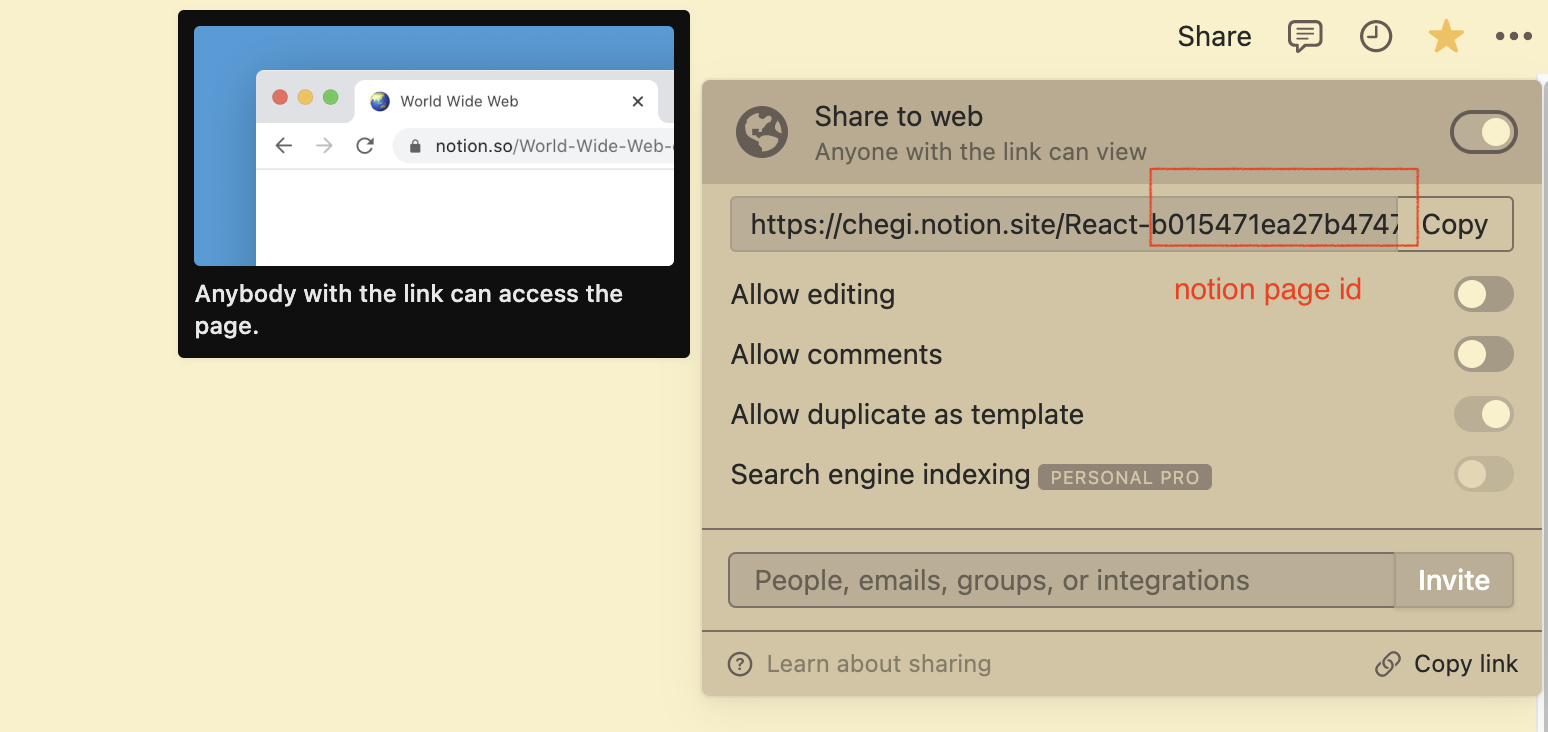 World Wide Web
notion.so/World-Wide-Web-
Anybody with the link can access the
page.
Share
Share to web
Anyone with the link can view
https://chegi.notion.site/React-b015471ea27b4747
Copy
notion page id
Allow editing
Allow comments
Allow duplicate as template
Search engine indexing PERSONAL PRO
People, emails, groups, or integrations
Invite
? Learn about sharing
Copy link